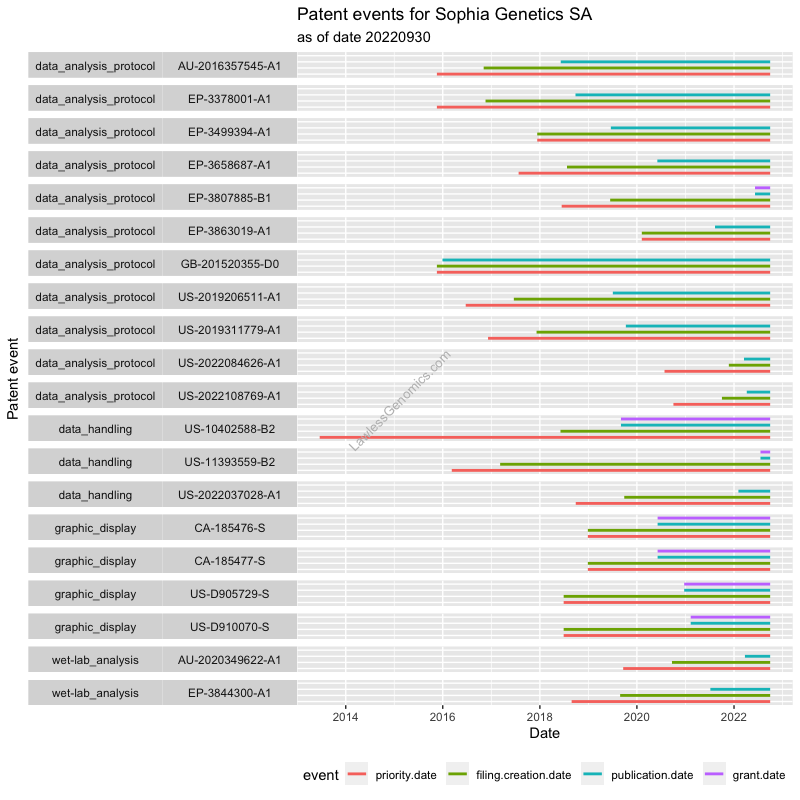 Patent events for Sophia Genetics SA
as of date 20220930
data_analysis_protocol AU-2016357545-A1
data_analysis_protocol EP-3378001-A1
data_analysis_protocol EP-3499394-A1
data_analysis_protocol EP-3658687-A1
data_analysis_protocol EP-3807885-B1
data_analysis_protocol EP-3863019-A1
data_analysis_protocol GB-201520355-D0
data_analysis_protocol US-2019206511-A1
data_analysis_protocol US-2019311779-A1
data_analysis_protocol US-2022084626-A1
data_analysis_protocol US-2022108769-A1
data_handling US-10402588-B2
data_handling US-11393559-B2
data_handling US-2022037028-A1
graphic_display CA-185476-S
graphic_display CA-185477-S
graphic_display US-D905729-S
graphic_display US-D910070-S
wet-lab_analysis AU-2020349622-A1
wet-lab_analysis EP-3844300-A1
Patent event
LawlessGenomics.com
2014 2016 2018 2020 2022
Date
event priority.date filing.creation.date publication.date grant.date